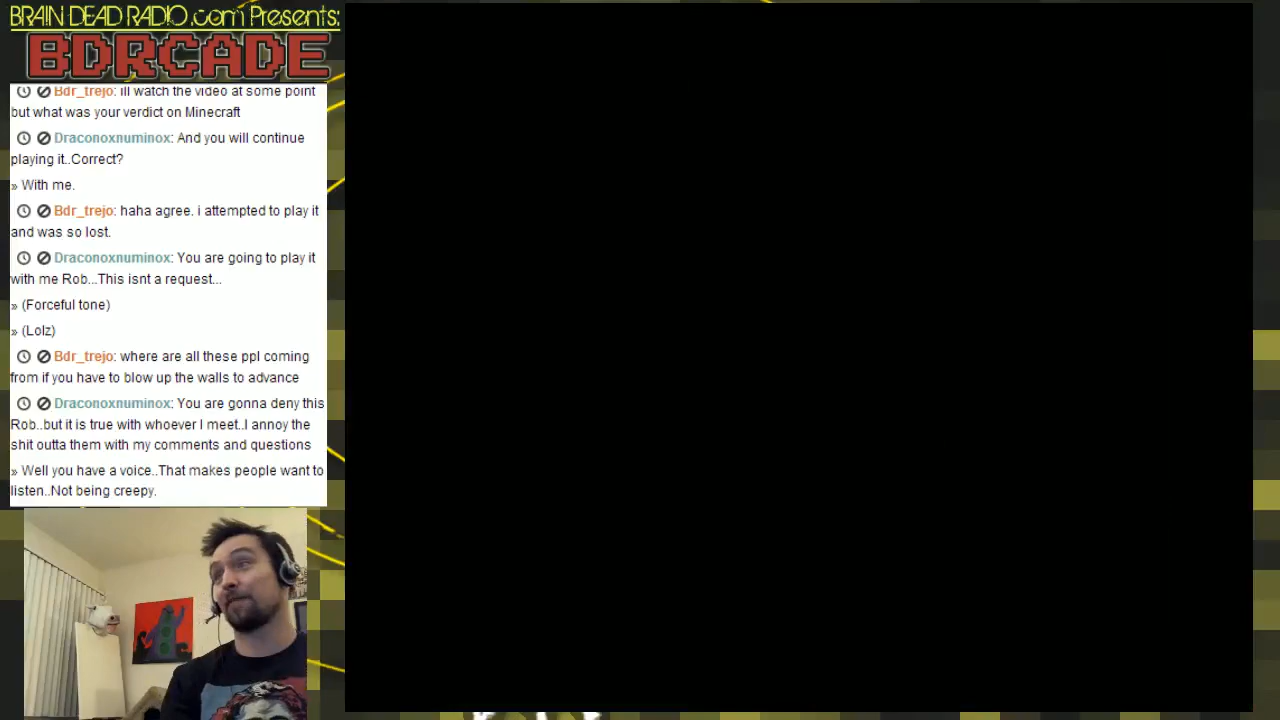 BRAIN DEAD RADIO.com Presents:
BDRCADE
Bdr_trejo: ill watch the video at some point
but what was your verdict on Minecraft
Draconoxnuminox: And you will continue
playing it..Correct?
» With me.
Bdr_trejo: haha agree. i attempted to play it
and was so lost.
Draconoxnuminox: You are going to play it
with me Rob...This isnt a request...
» (Forceful tone)
» (Lolz)
Bdr_trejo: where are all these ppl coming
from if you have to blow up the walls to advance
Draconoxnuminox: You are gonna deny this
Rob..but it is true with whoever I meet..I annoy the
shit outta them with my comments and questions
» Well you have a voice..That makes people want to
listen..Not being creepy.